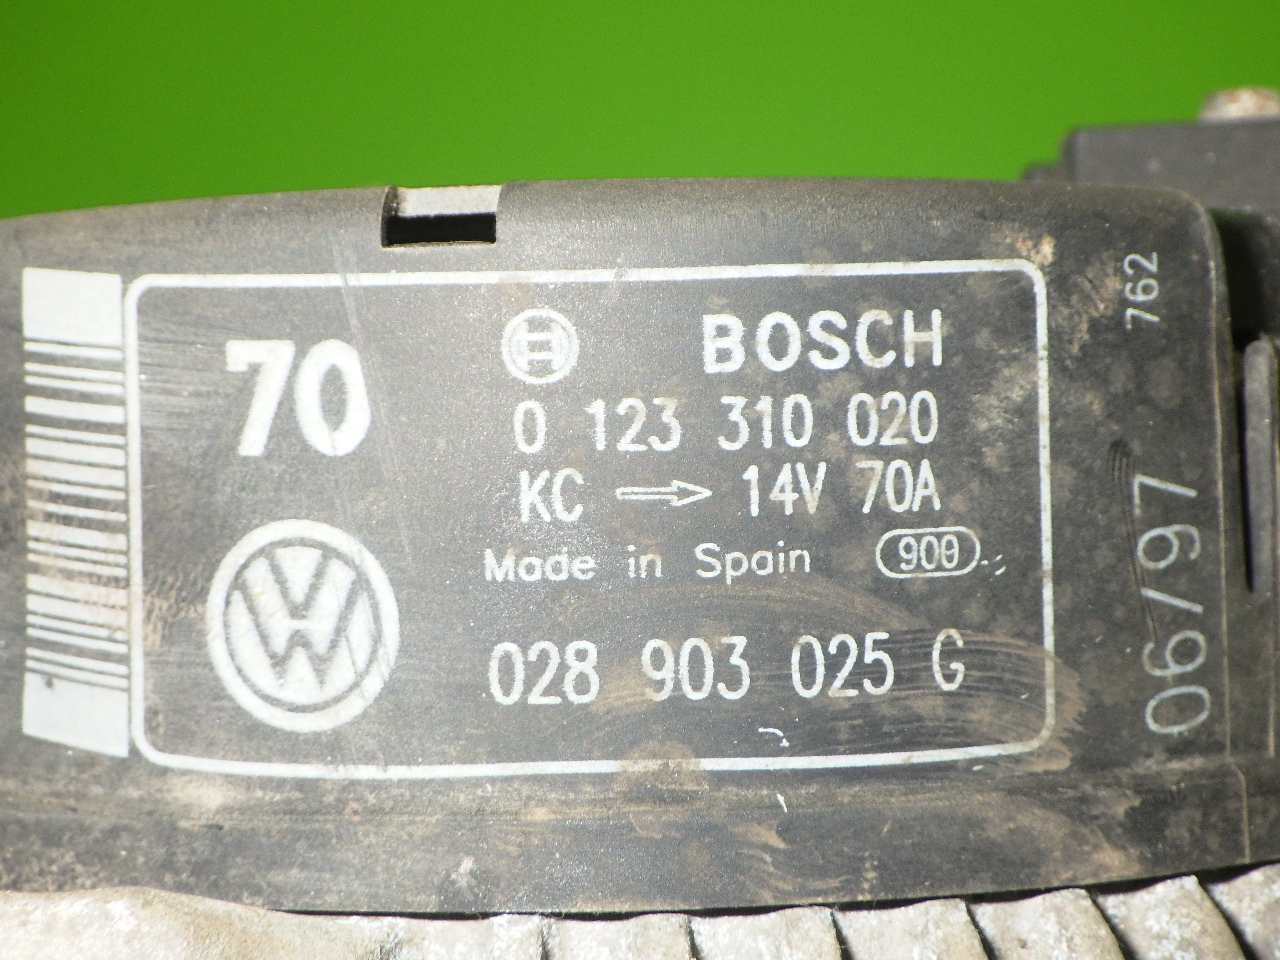 70
BOSCH
0 123 310 020
KC → 14V 70A
Made in Spain 900
028 903 025 G
762
06/97